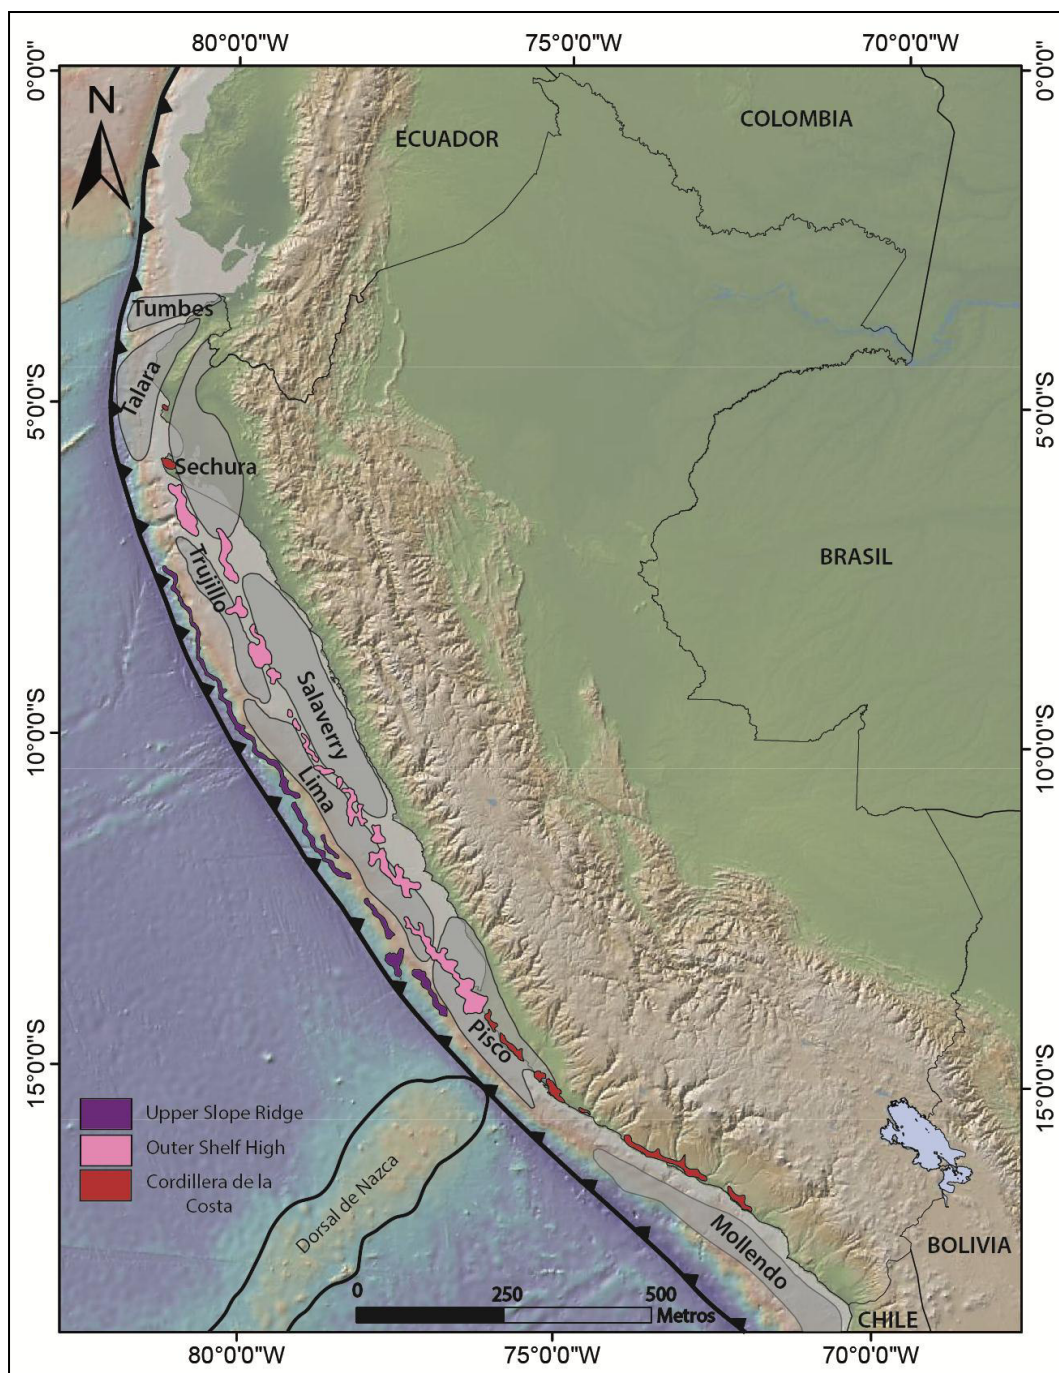 80°0'0"W 75°0'0"W 70°0'0"W
0°0'0"
0°0'0"
N
ECUADOR
COLOMBIA
Tumbes
Talara
5°0'0"S
5°0'0"S
Sechura
Trujillo
BRASIL
Salaverry
10°0'0"S
10°0'0"S
Lima
Pisco
15°0'0"S
15°0'0"S
Upper Slope Ridge
Outer Shelf High
Cordillera de la
Costa
Dorsal de Nazca
Mollendo
BOLIVIA
0 250 500
Metros
CHILE
80°0'0"W 75°0'0"W 70°0'0"W